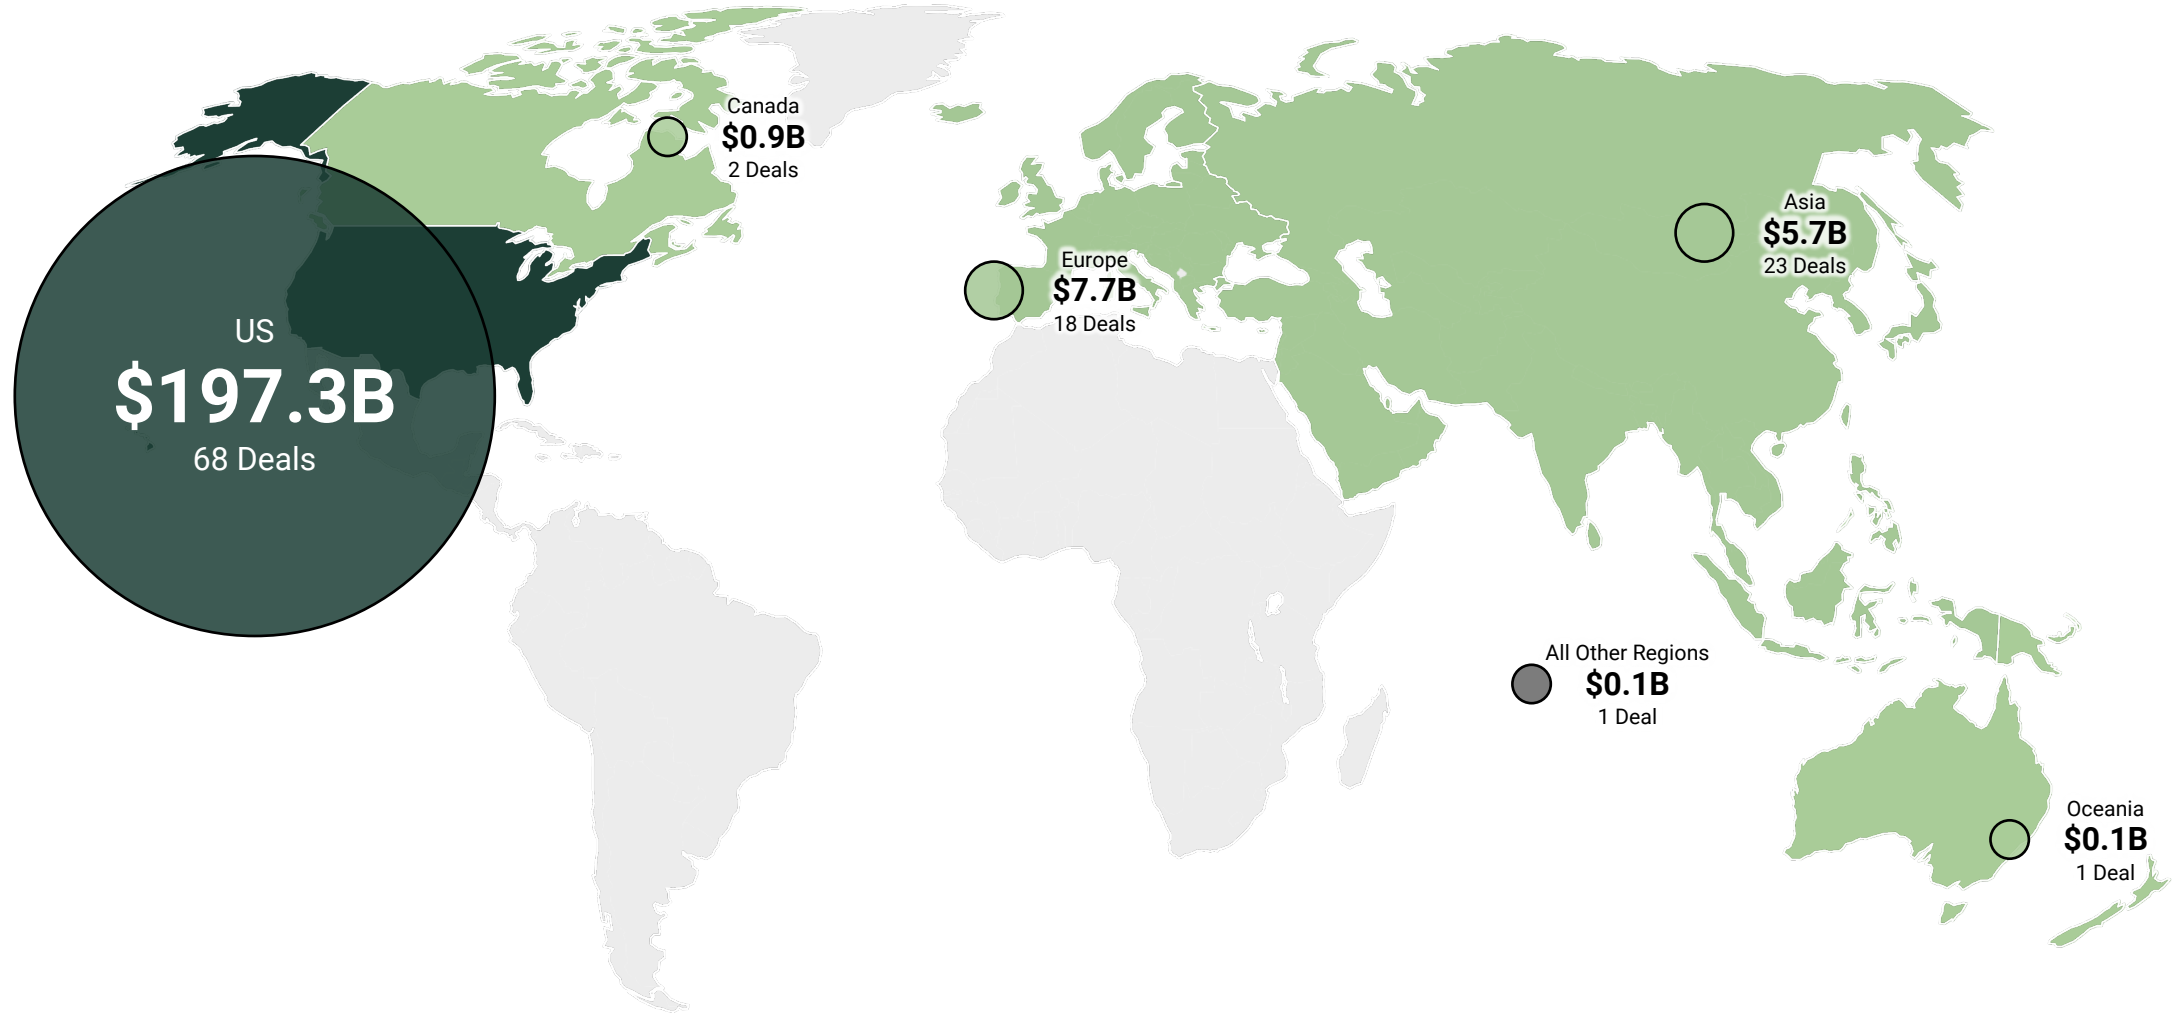 Canada
$0.9B
2 Deals
Asia
$5.7B
23 Deals
Europe
$7.7B
18 Deals
US
$197.3B
68 Deals
All Other Regions
$0.1B
1 Deal
Oceania
$0.1B
1 Deal